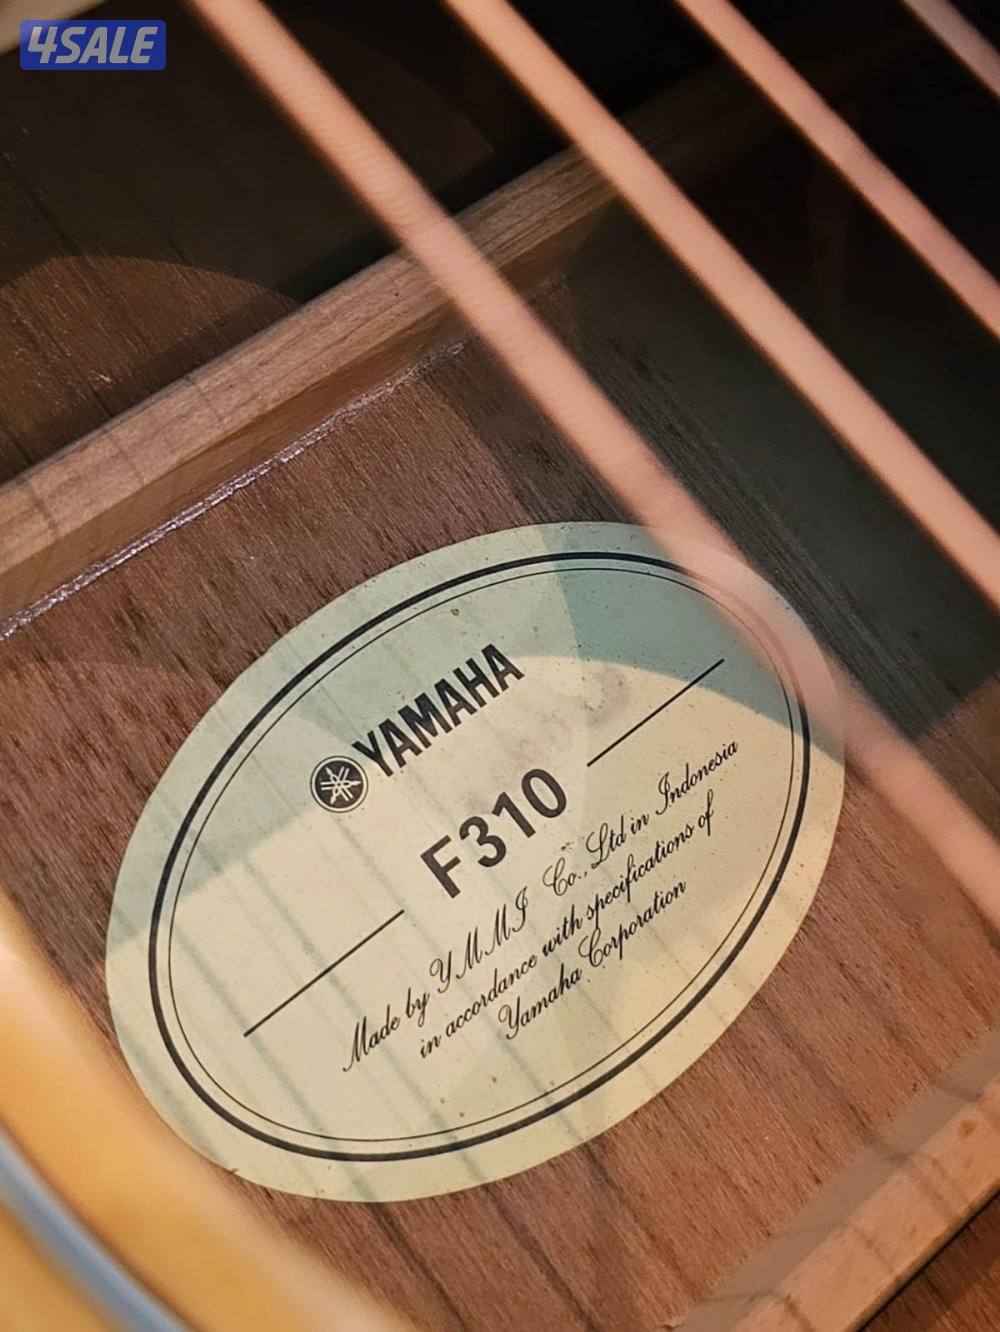 4SALE
YAMAHA
F310
Made by YMMI Co., Ltd in Indonesia
in accordance with specifications of
Yamaha Corporation